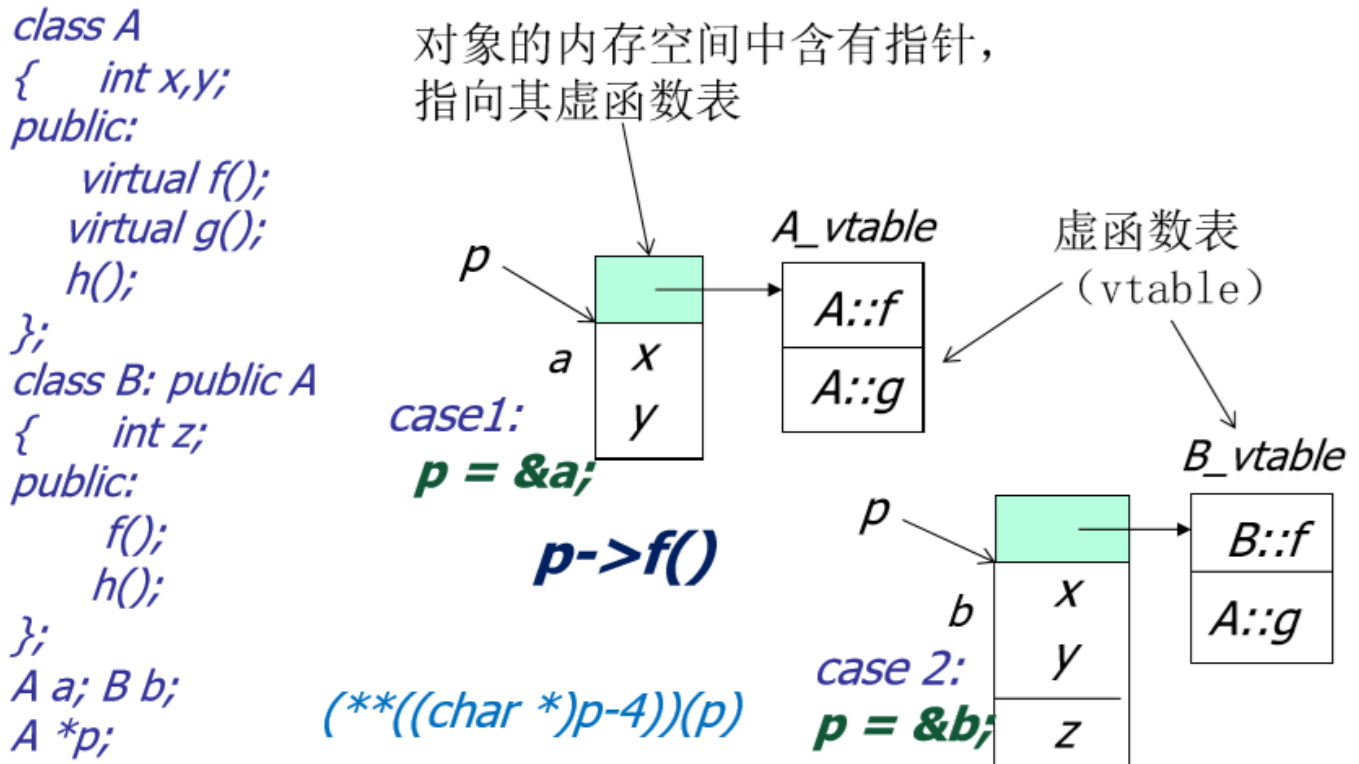 class A
{ int x,y;
public:
virtual f();
virtual g();
h();
};
class B: public A
{ int z;
public:
f();
h();
};
A a; B b;
A *p;
对象的内存空间中含有指针，
指向其虚函数表
p
a
x
y
A_vtable
A::f
A::g
虚函数表
（vtable）
case1:
p = &a;
p->f()
(**((char *)p-4))(p)
p
b
x
y
z
B_vtable
B::f
A::g
case 2:
p = &b;